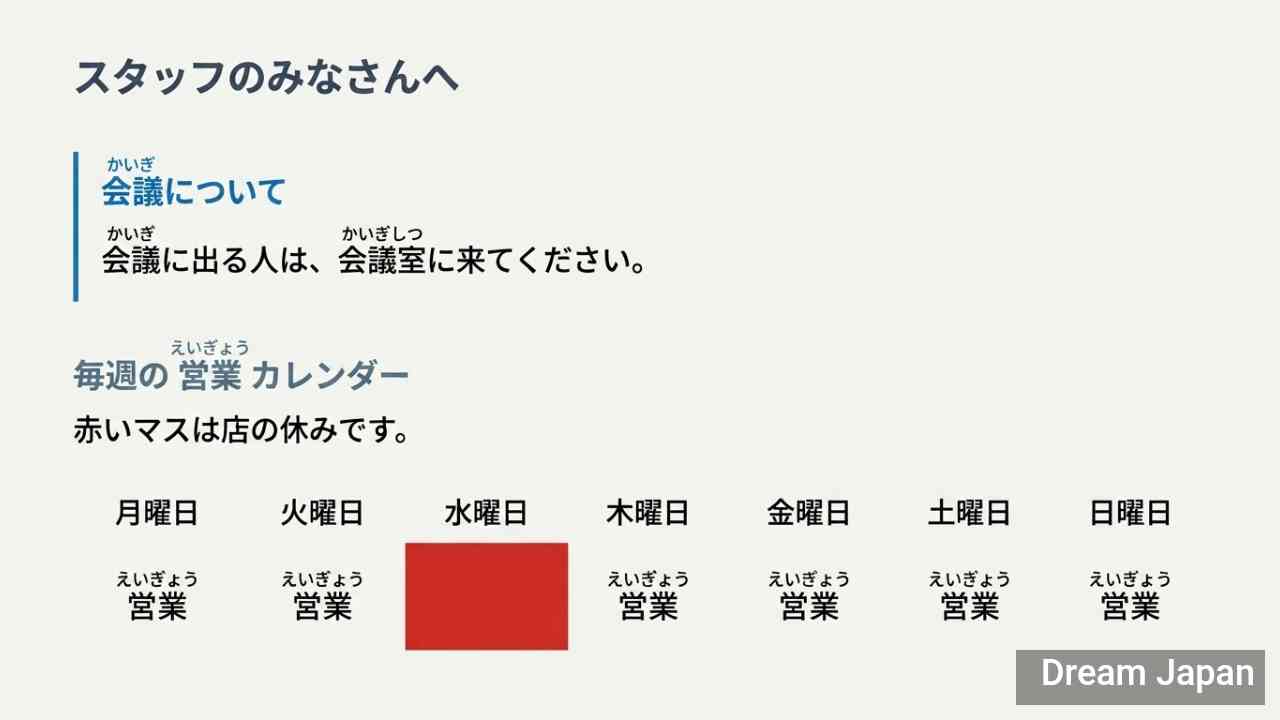 スタッフのみなさんへ
かいぎ
会議について
かいぎ かいぎしつ
会議に出る人は、会議室に来てください。
えいぎょう
毎週の 営業 カレンダー
赤いマスは店の休みです。
月曜日 火曜日 水曜日 木曜日 金曜日 土曜日 日曜日
えいぎょう えいぎょう えいぎょう えいぎょう えいぎょう えいぎょう
営業 営業 営業 営業 営業 営業
Dream Japan